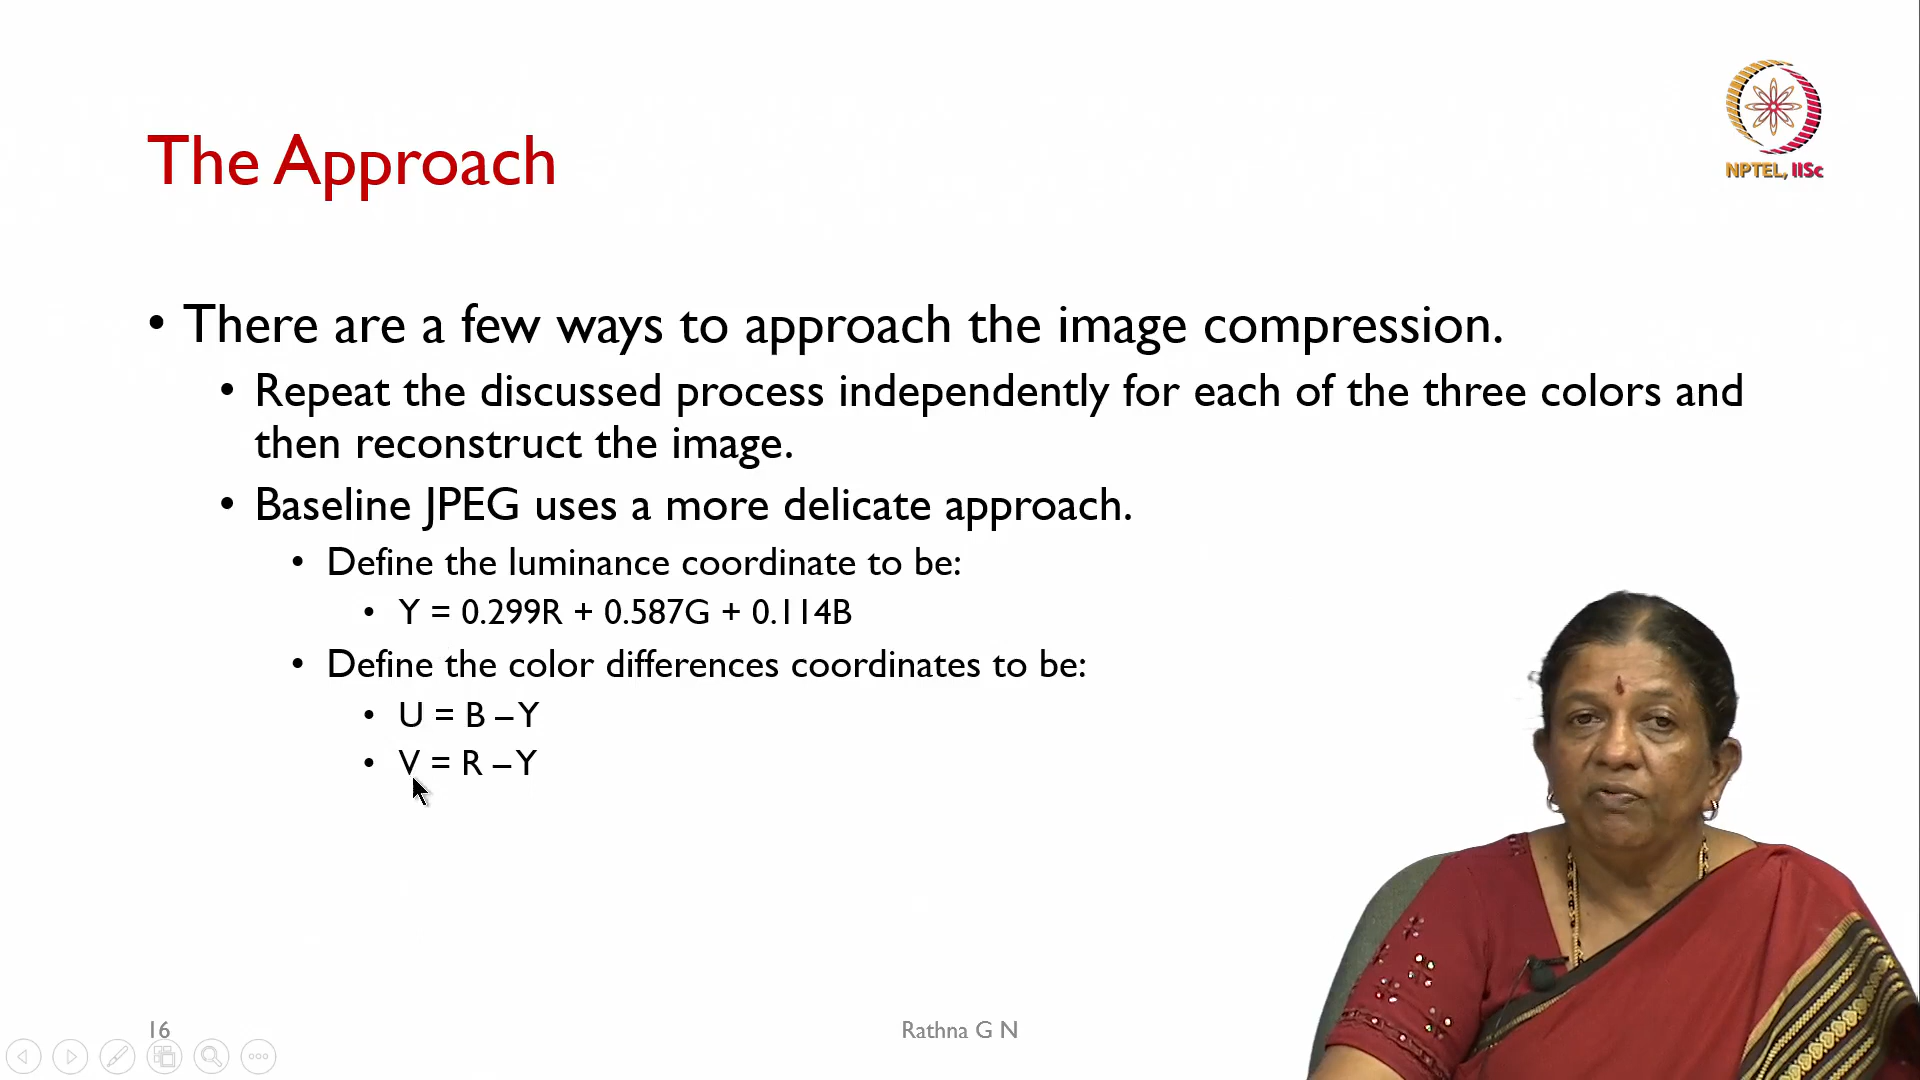 NPTEL, IISc
The Approach
• There are a few ways to approach the image compression.
• Repeat the discussed process independently for each of the three colors and
then reconstruct the image.
• Baseline JPEG uses a more delicate approach.
• Define the luminance coordinate to be:
• Y = 0.299R + 0.587G + 0.114B
• Define the color differences coordinates to be:
• U = B – Y
• V = R – Y
16
Rathna G N